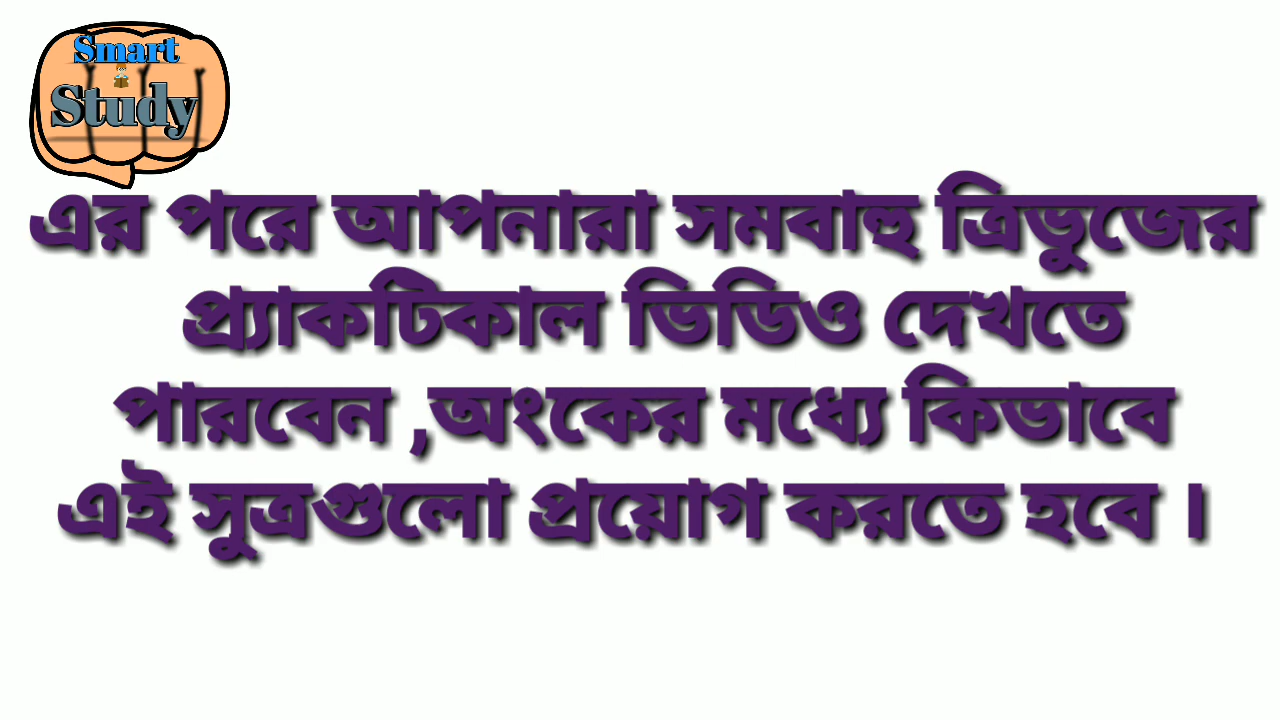 Smart
Study
এর পরে আপনারা সমবাহু ত্রিভুজের
প্র্যাকটিকাল ভিডিও দেখতে
পারবেন ,অংকের মধ্যে কিভাবে
এই সুত্রগুলো প্রয়োগ করতে হবে ।